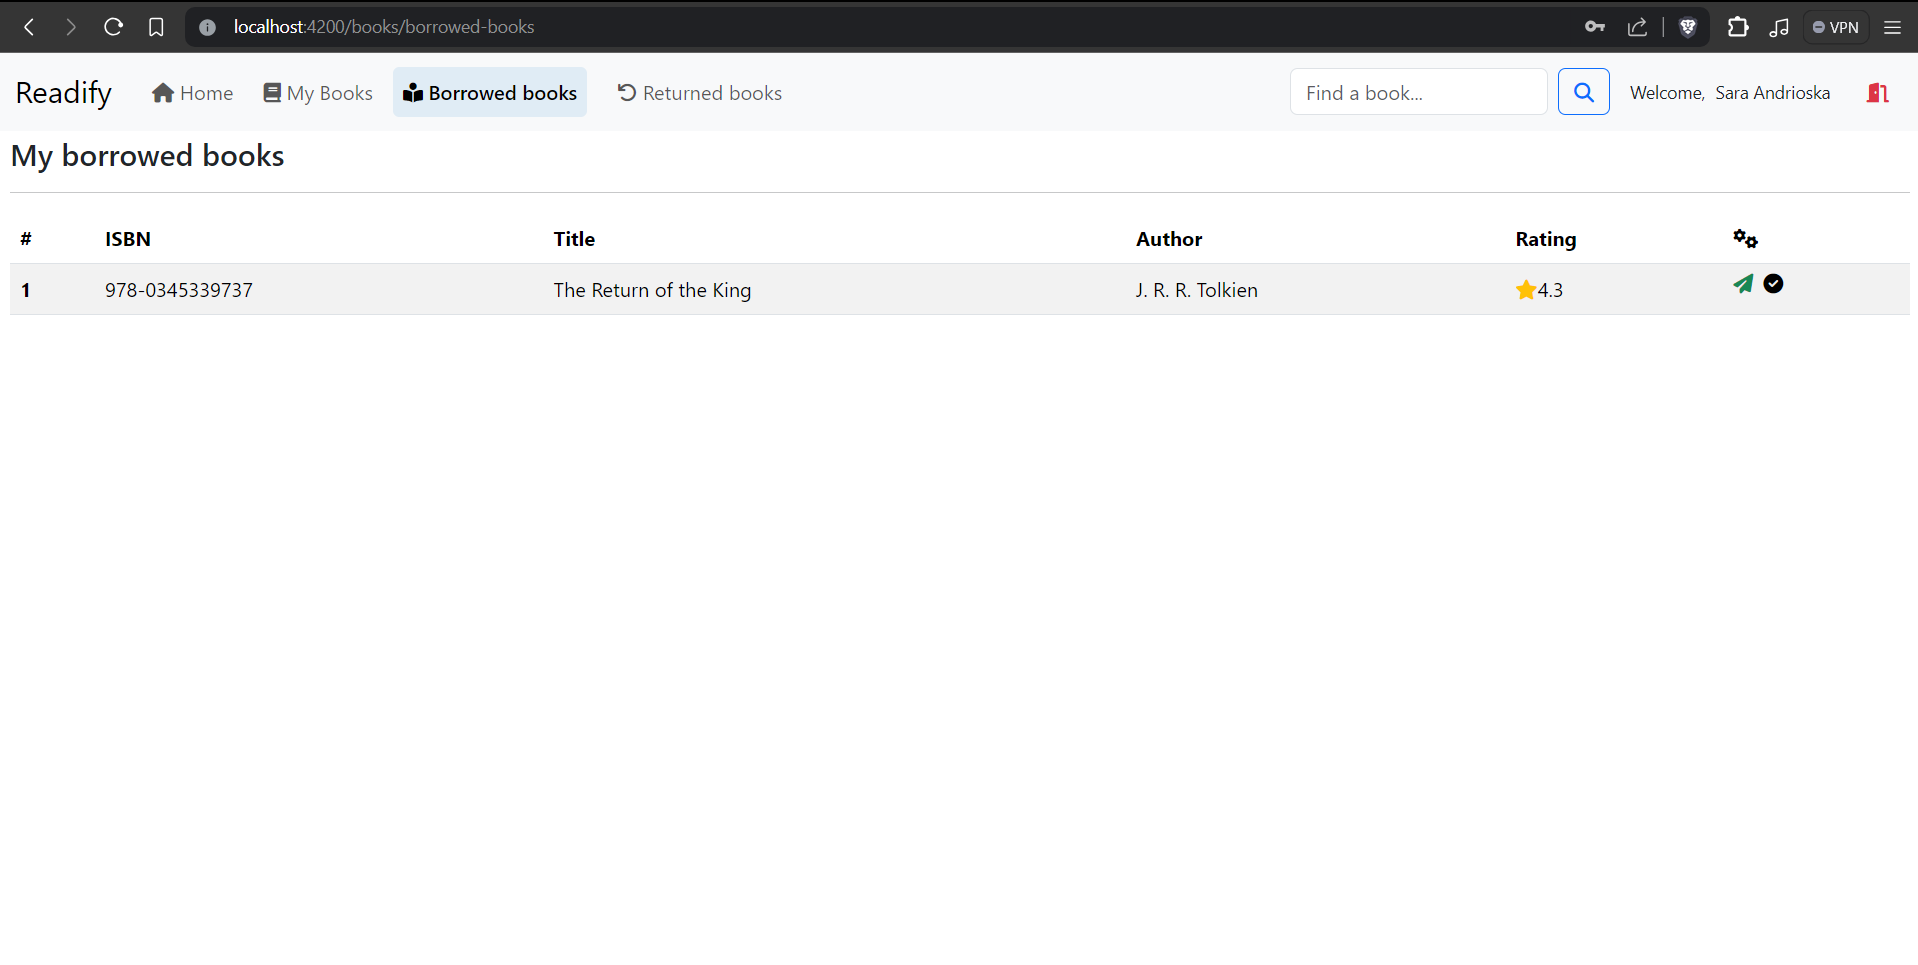 localhost:4200/books/borrowed-books
VPN
Readify Home My Books Borrowed books Returned books Find a book... Welcome, Sara Andrioska
My borrowed books
# ISBN Title Author Rating
1 978-0345339737 The Return of the King J. R. R. Tolkien 4.3